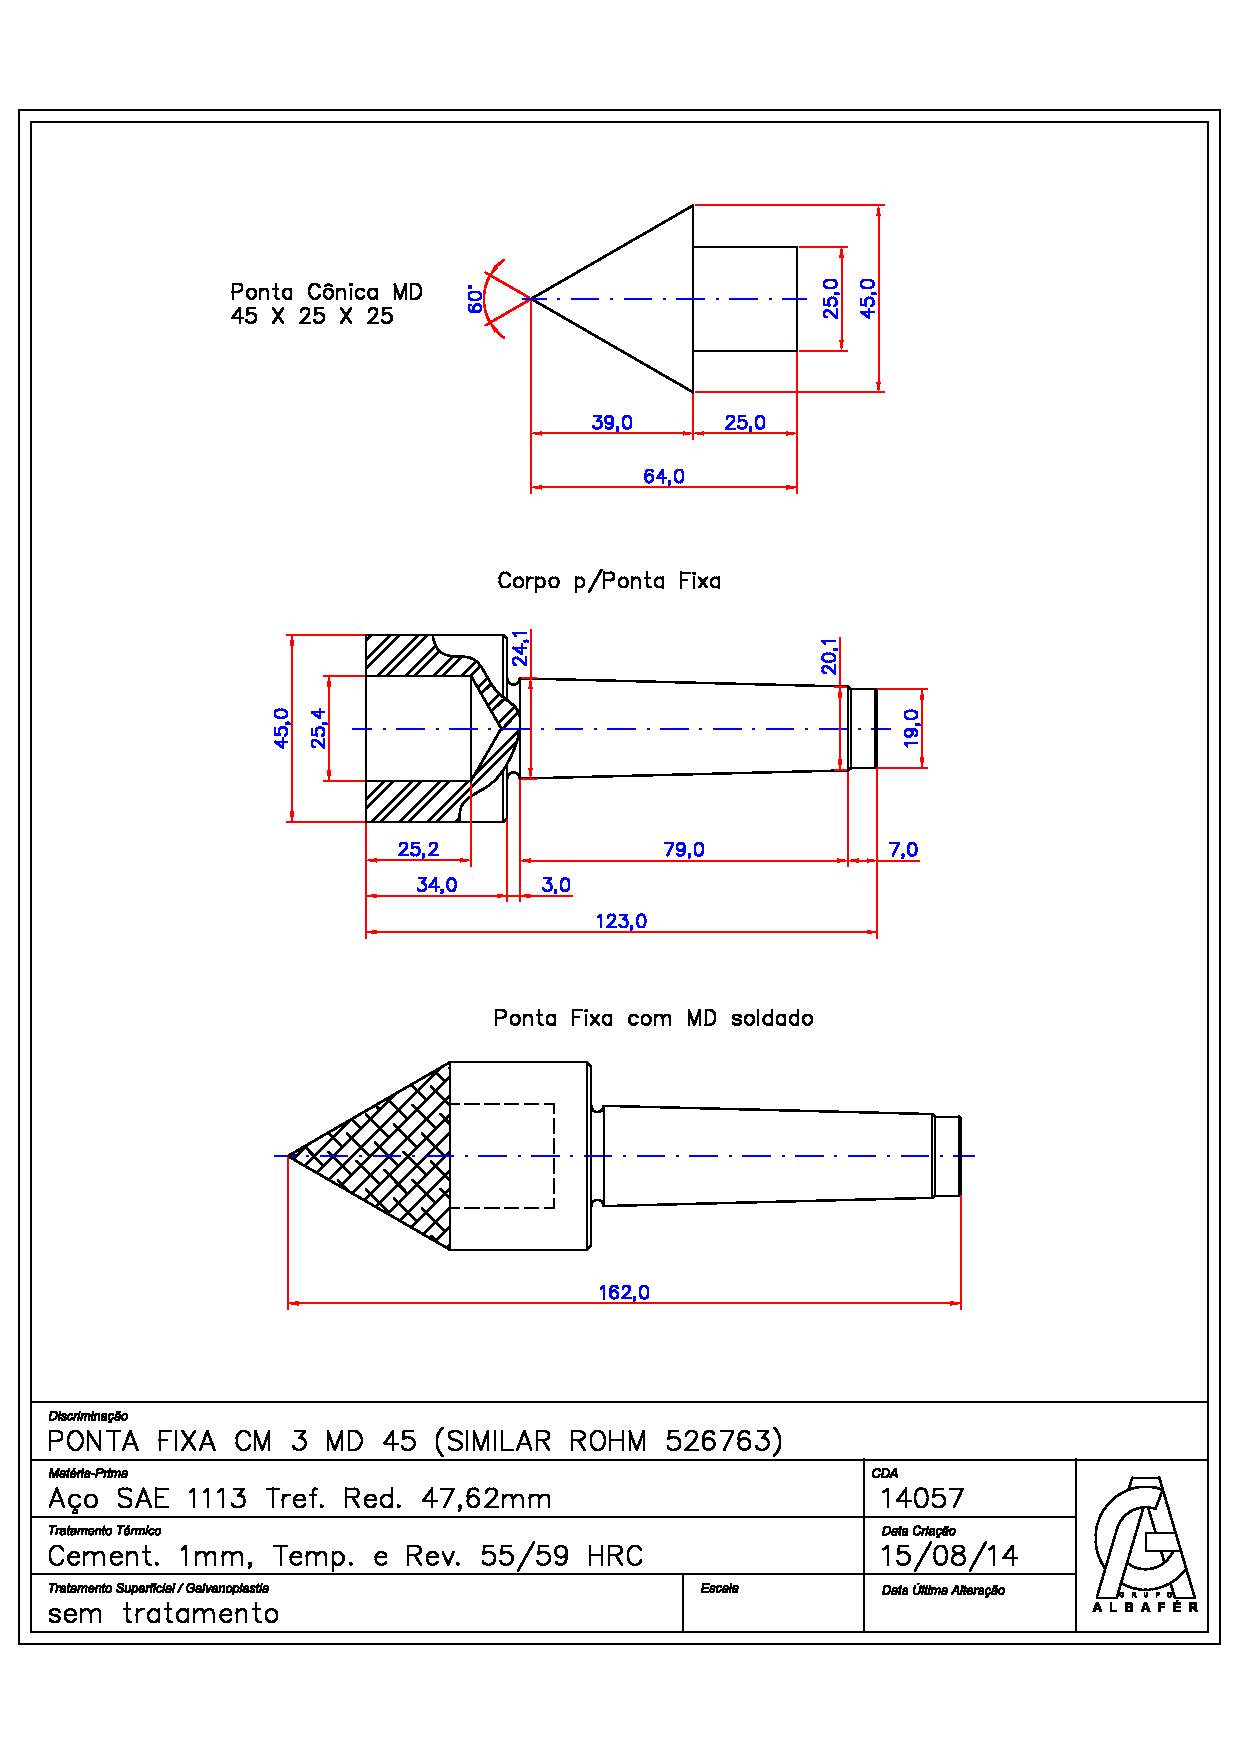 Ponta Cônica MD
45 X 25 X 25
60°
25,0
45,0
39,0
25,0
64,0
Corpo p/Ponta Fixa
24,1
20,1
45,0
25,4
19,0
25,2
79,0
7,0
34,0
3,0
123,0
Ponta Fixa com MD soldado
162,0
Discriminação
PONTA FIXA CM 3 MD 45 (SIMILAR ROHM 526763)
Matéria-Prima
Aço SAE 1113 Tref. Red. 47,62mm
CDA
14057
Tratamento Térmico
Cement. 1mm, Temp. e Rev. 55/59 HRC
Data Criação
15/08/14
Tratamento Superficial / Galvanoplastia
sem tratamento
Escala
Data Última Alteração
GRUPO
ALBAFÉR